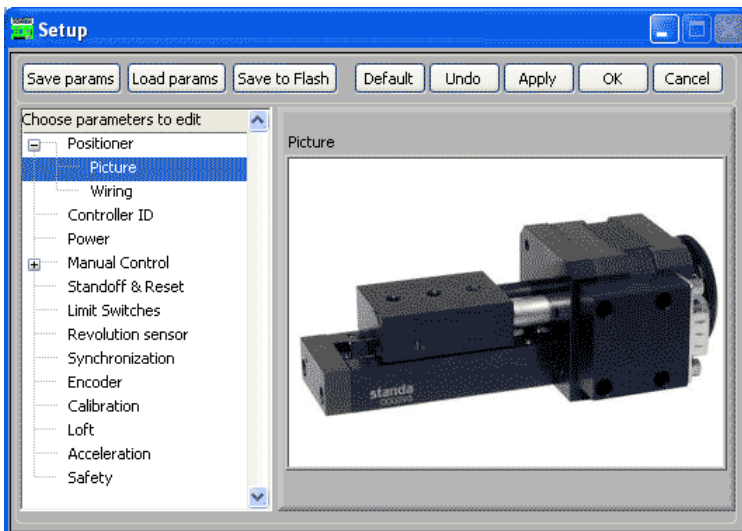 Setup
Save params Load params Save to Flash Default Undo Apply OK Cancel
Choose parameters to edit
Positioner
Picture
Wiring
Controller ID
Power
Manual Control
Standoff & Reset
Limit Switches
Revolution sensor
Synchronization
Encoder
Calibration
Loft
Acceleration
Safety
Picture
standa